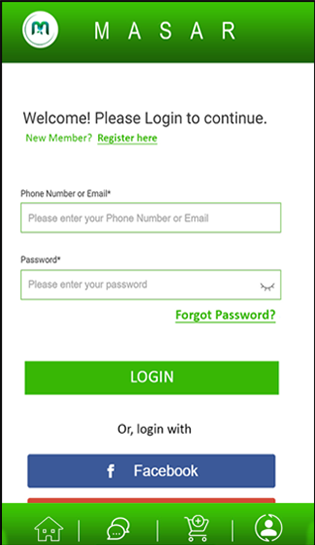 m
M A S A R
Welcome! Please Login to continue.
New Member? Register here
Phone Number or Email*
Please enter your Phone Number or Email
Password*
Please enter your password
Forgot Password?
LOGIN
Or, login with
f Facebook